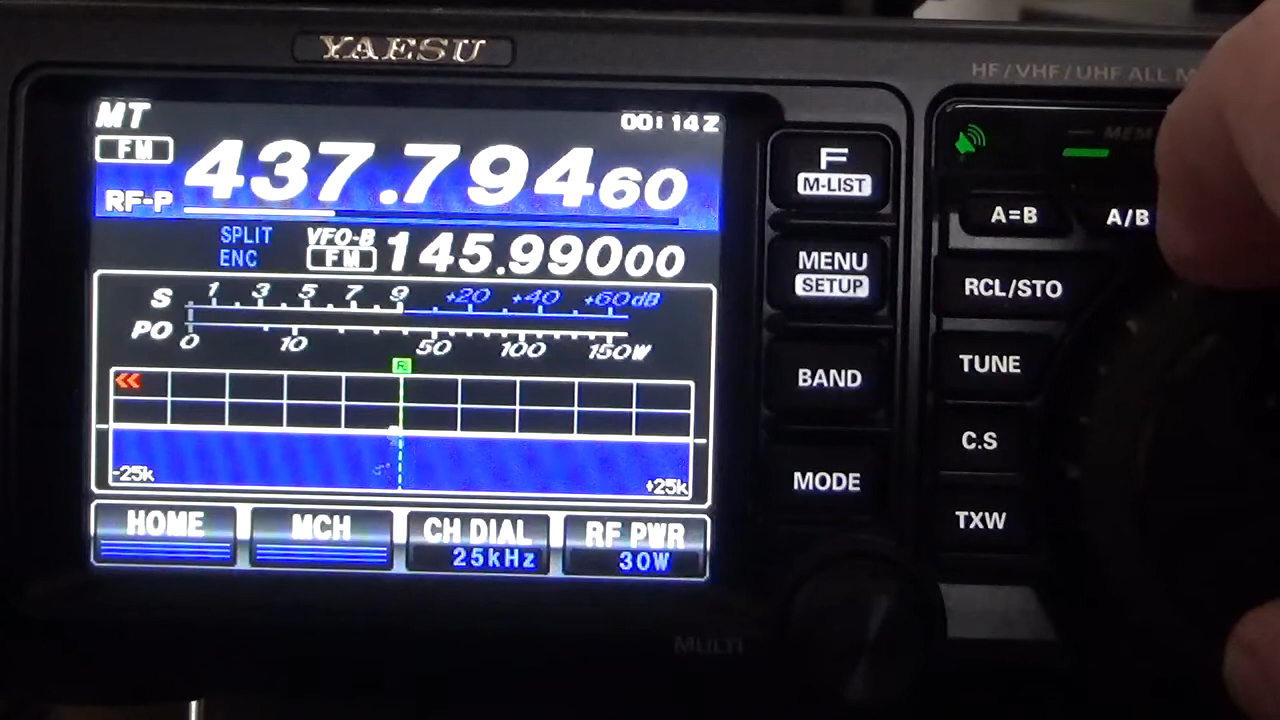 YAESU
HF/VHF/UHF ALL M
MT
00:14Z
FM
437.79460
RF-P
SPLIT
ENC
VFO-B
FM
145.99000
S 1 3 5 7 9 +20 +40 +60dB
PO 0 10 50 100 150W
R
-25k
+25k
HOME
MCH
CH DIAL
25kHz
RF PWR
30W
F
M-LIST
MENU
SETUP
BAND
MODE
MULTI
MEM
A=B
A/B
RCL/STO
TUNE
C.S
TXW